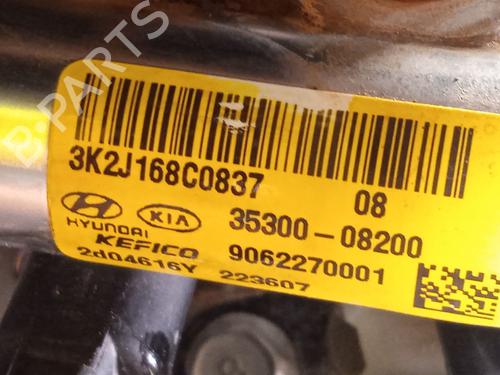 B-PARTS
3K2J168C0837
08
HYUNDAI KIA 35300-08200
KEFICO 9062270001
2d04616Y 223607